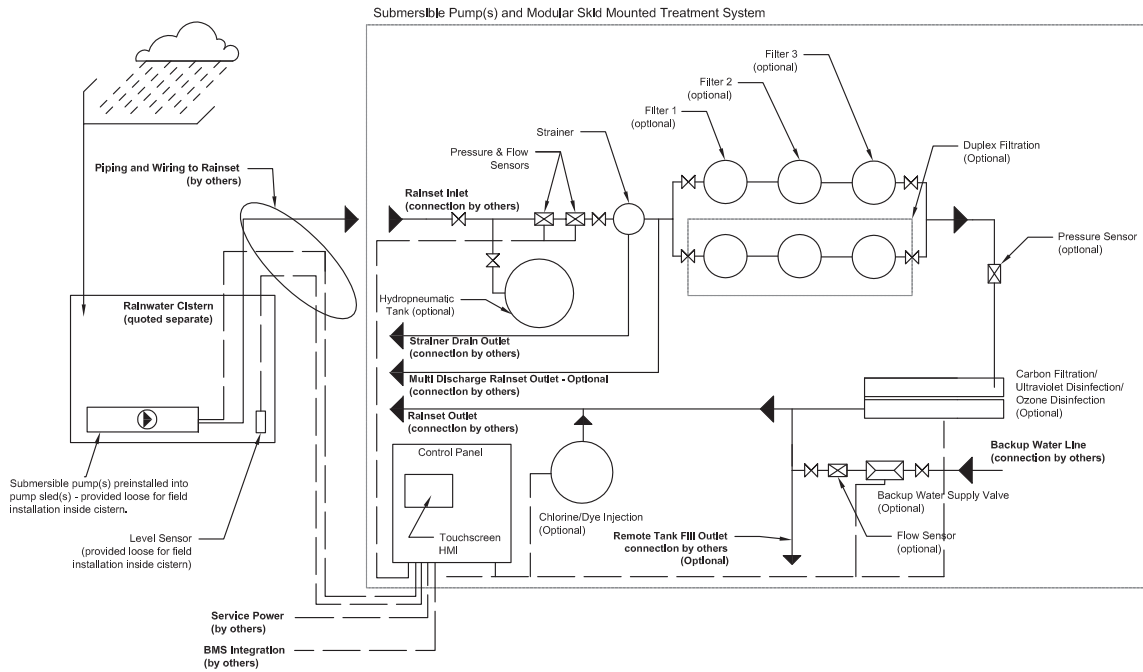 Submersible Pump(s) and Modular Skid Mounted Treatment System
Filter 3
(optional)
Filter 2
(optional)
Filter 1
(optional)
Strainer
Pressure & Flow
Sensors
Duplex Filtration
(Optional)
Piping and Wiring to Rainset
(by others)
Rainset Inlet
(connection by others)
Pressure Sensor
(optional)
Rainwater Cistern
(quoted separate)
Hydropneumatic
Tank (optional)
Strainer Drain Outlet
(connection by others)
Multi Discharge Rainset Outlet - Optional
(connection by others)
Carbon Filtration/
Ultraviolet Disinfection/
Ozone Disinfection
(Optional)
Rainset Outlet
(connection by others)
Backup Water Line
(connection by others)
Control Panel
Touchscreen
HMI
Submersible pump(s) preinstalled into
pump sled(s) - provided loose for field
installation inside cistern.
Backup Water Supply Valve
(Optional)
Chlorine/Dye Injection
(Optional)
Flow Sensor
(optional)
Level Sensor
(provided loose for field
installation inside cistern)
Remote Tank Fill Outlet
connection by others
(Optional)
Service Power
(by others)
BMS Integration
(by others)